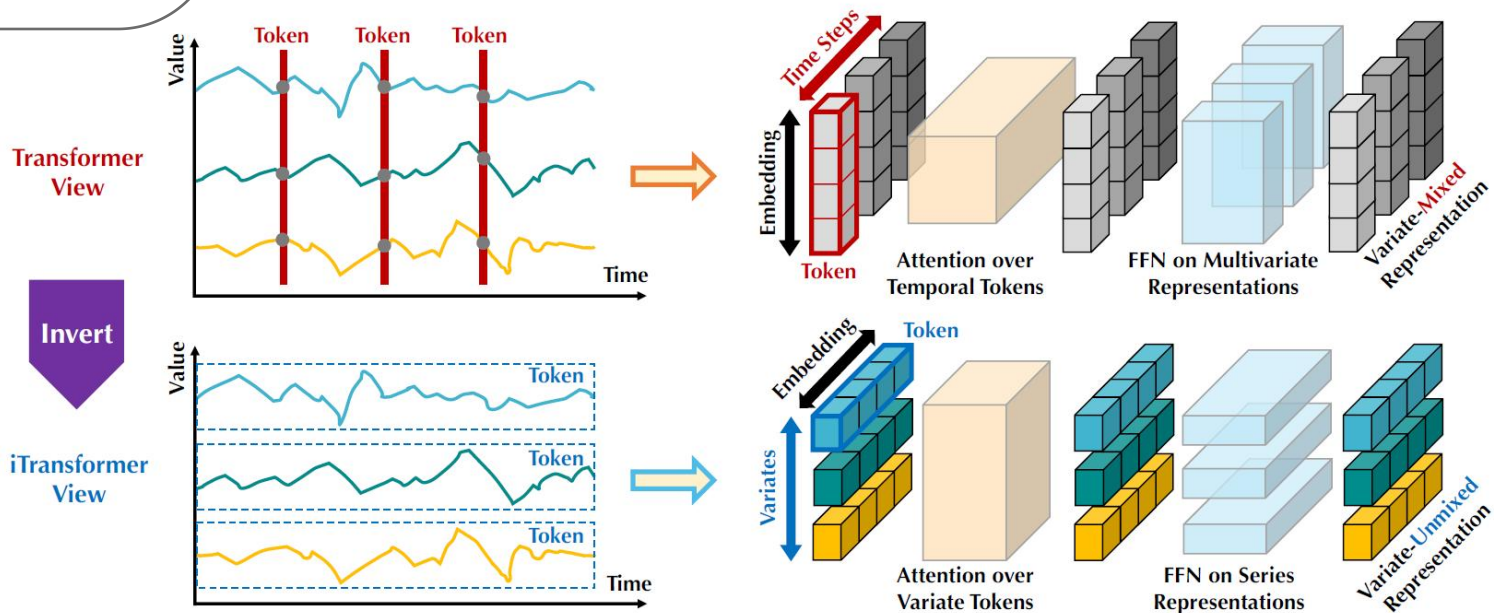 Value
Token
Token
Token
Time
Transformer
View
Time Steps
Embedding
Token
Attention over
Temporal Tokens
FFN on Multivariate
Representations
Variate-Mixed
Representation
Invert
Value
Token
Token
Token
Time
iTransformer
View
Embedding
Token
Variates
Attention over
Variate Tokens
FFN on Series
Representations
Variate-Unmixed
Representation